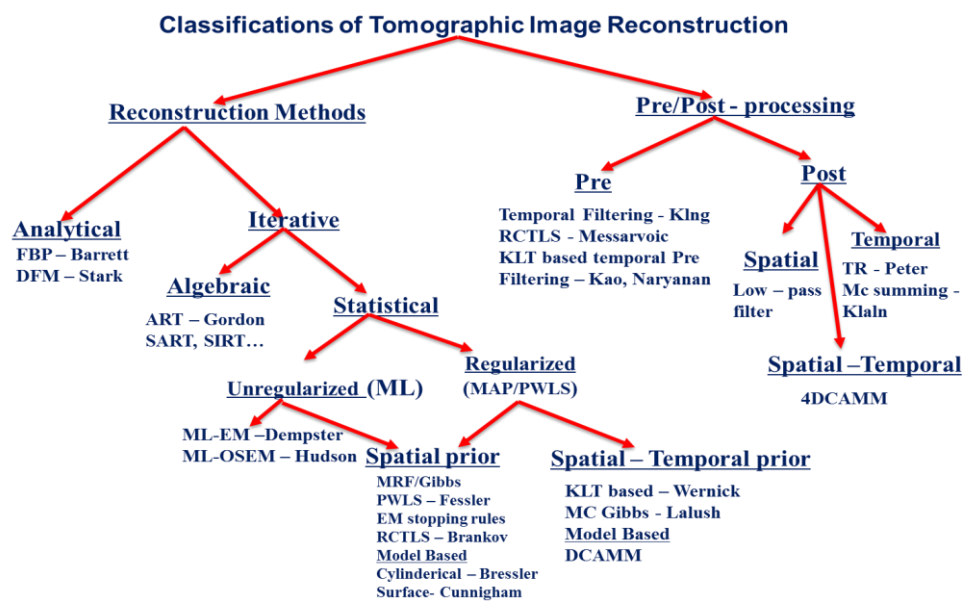 Classifications of Tomographic Image Reconstruction
Reconstruction Methods
Pre/Post - processing
Analytical
FBP – Barrett
DFM – Stark
Iterative
Algebraic
ART – Gordon
SART, SIRT…
Statistical
Unregularized (ML)
ML-EM –Dempster
ML-OSEM – Hudson
Regularized
(MAP/PWLS)
Spatial prior
MRF/Gibbs
PWLS – Fessler
EM stopping rules
RCTLS – Brankov
Model Based
Cylinderical – Bressler
Surface- Cunnigham
Spatial – Temporal prior
KLT based – Wernick
MC Gibbs - Lalush
Model Based
DCAMM
Pre
Temporal Filtering - Klng
RCTLS - Messarvoic
KLT based temporal Pre
Filtering – Kao, Naryanan
Post
Spatial
Low – pass
filter
Temporal
TR - Peter
Mc summing -
Klaln
Spatial –Temporal
4DCAMM